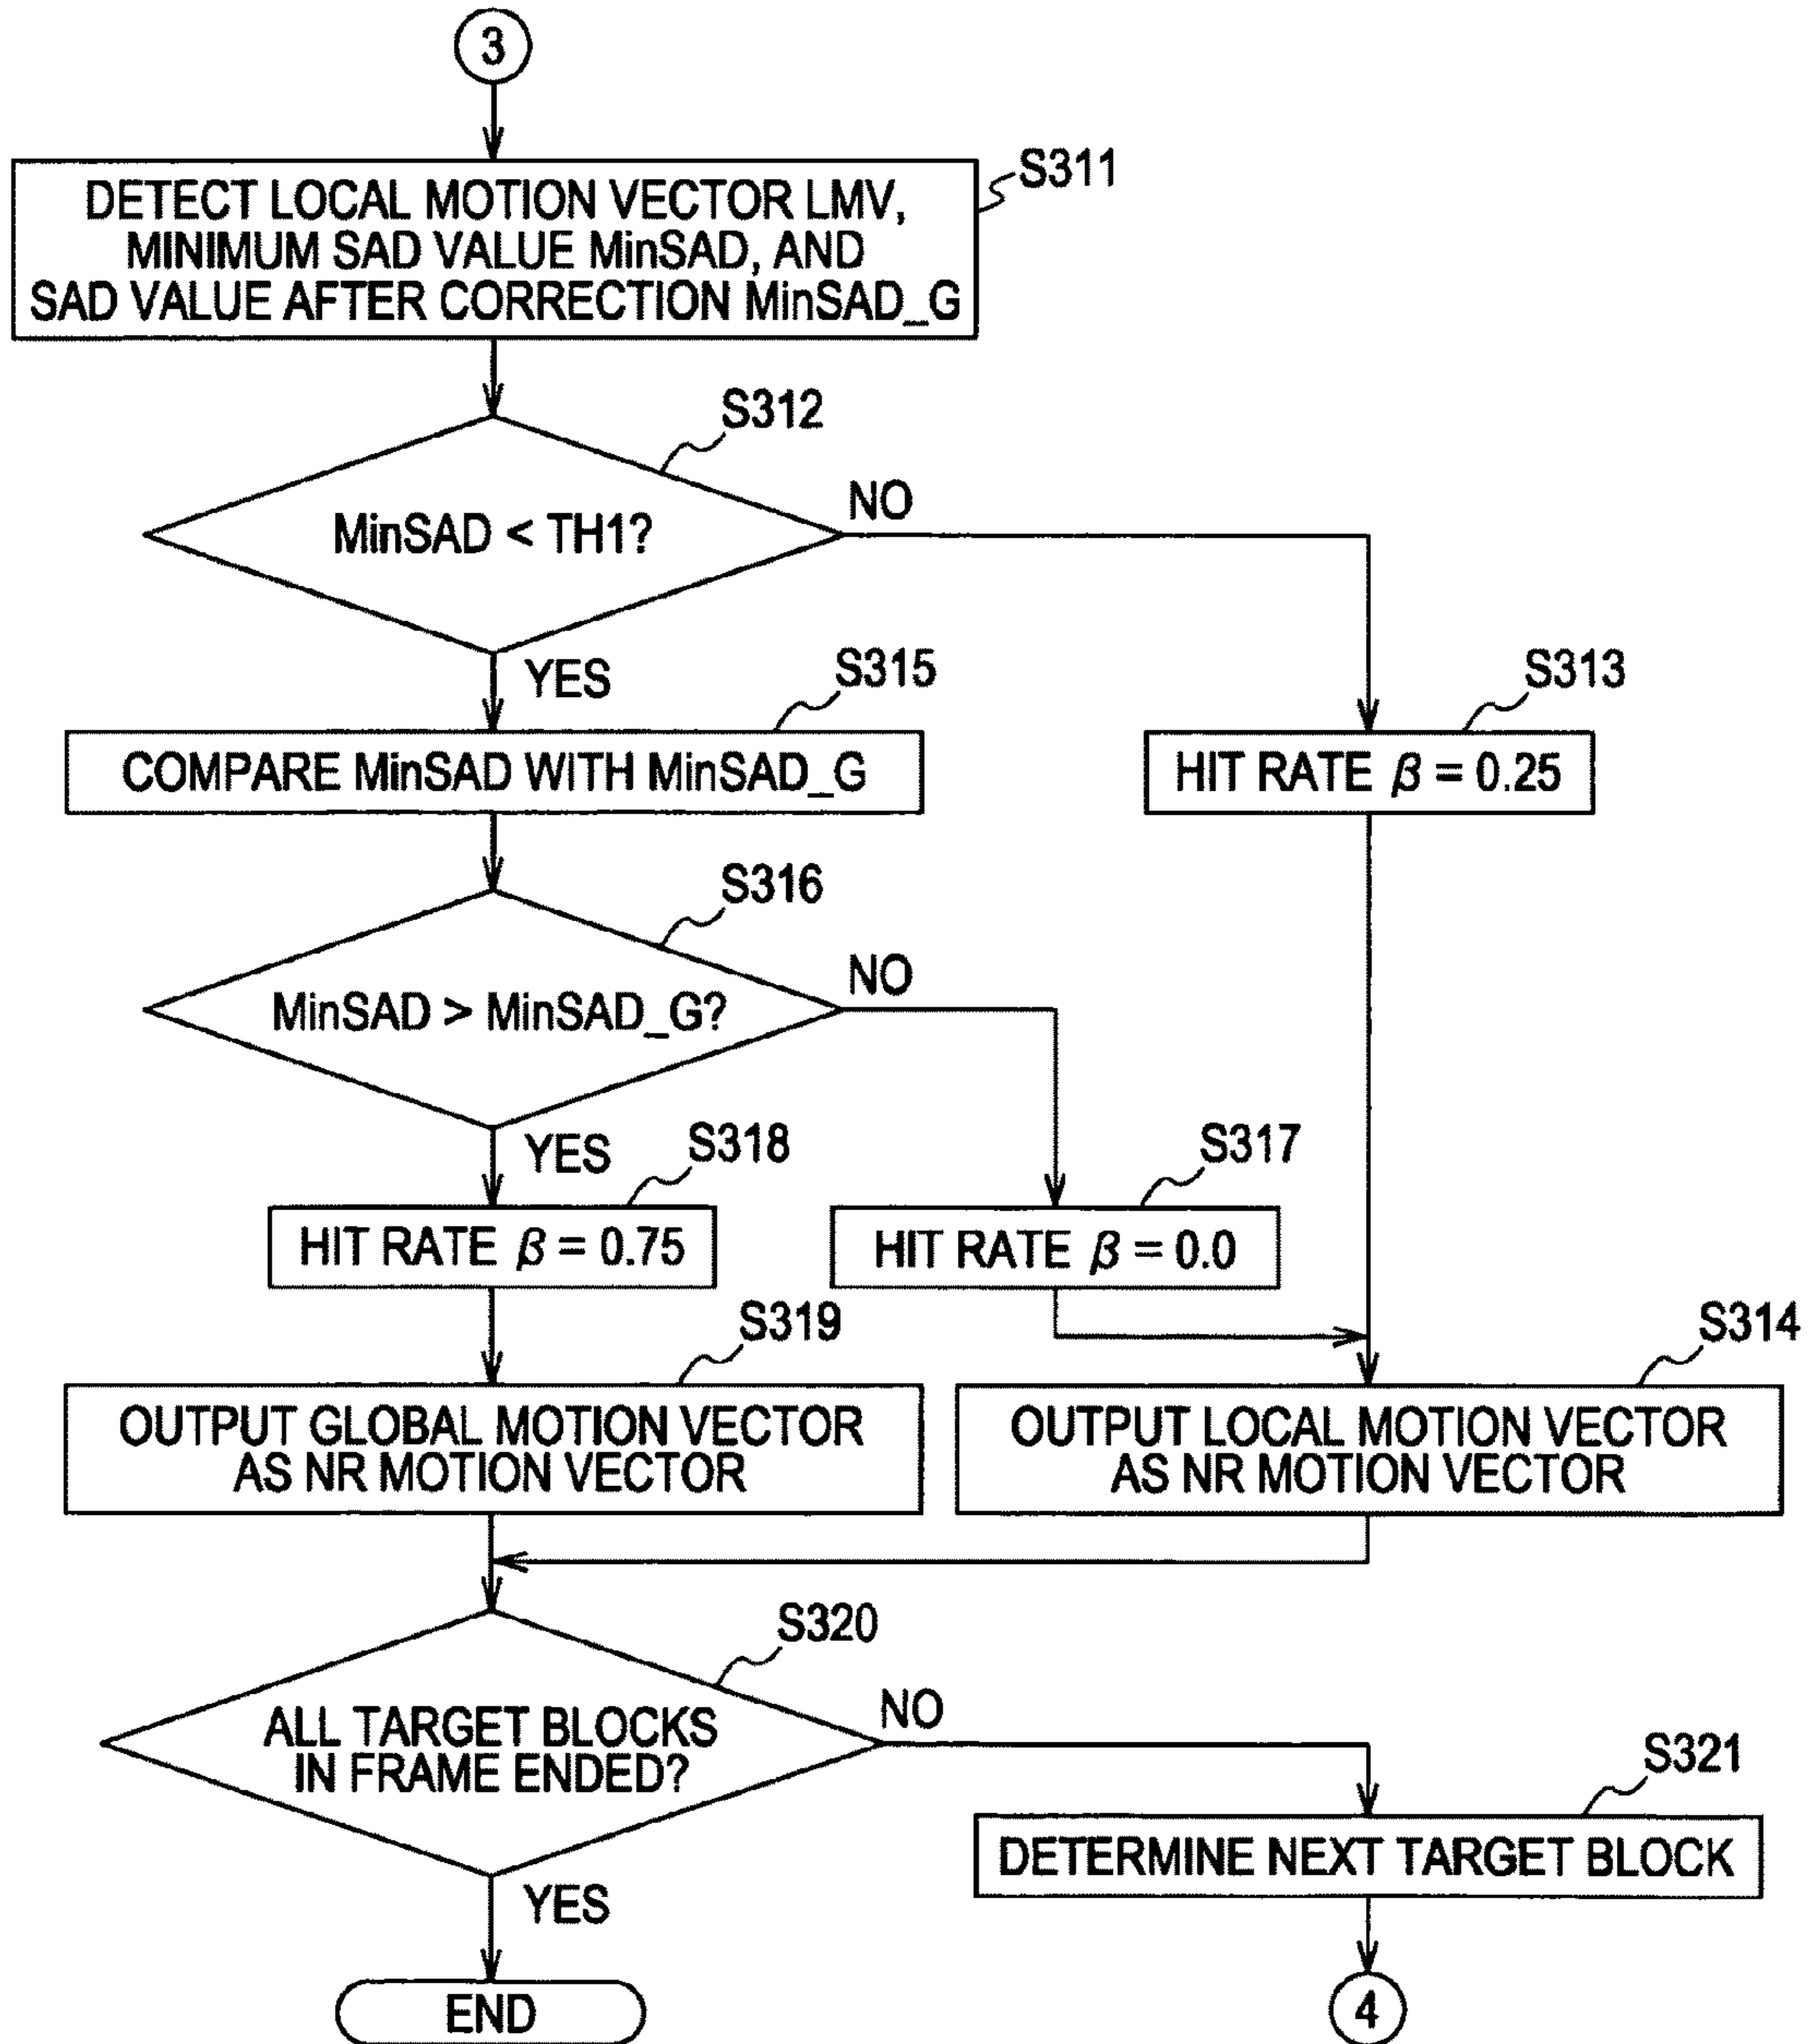 3
S311
DETECT LOCAL MOTION VECTOR LMV,
MINIMUM SAD VALUE MinSAD, AND
SAD VALUE AFTER CORRECTION MinSAD_G
S312
MinSAD < TH1?
NO
YES
S315
S313
COMPARE MinSAD WITH MinSAD_G
HIT RATE β = 0.25
S316
MinSAD > MinSAD_G?
NO
YES
S318
S317
HIT RATE β = 0.75
HIT RATE β = 0.0
S319
S314
OUTPUT GLOBAL MOTION VECTOR
AS NR MOTION VECTOR
OUTPUT LOCAL MOTION VECTOR
AS NR MOTION VECTOR
S320
ALL TARGET BLOCKS
IN FRAME ENDED?
NO
YES
S321
DETERMINE NEXT TARGET BLOCK
END
4